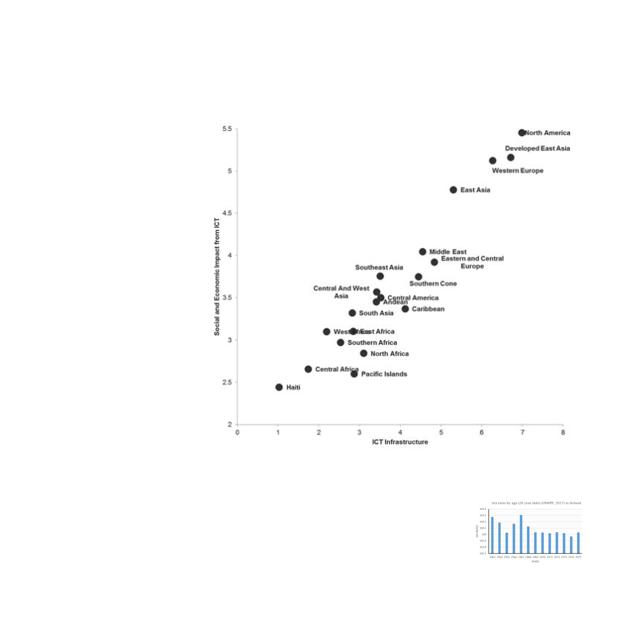 5.5
North America
Developed East Asia
5
Western Europe
East Asia
4.5
Middle East
4
Eastern and Central
Europe
Southeast Asia
Southern Cone
Central And West
Asia
3.5
Central America
Andean
Caribbean
South Asia
East Africa
3
Southern Africa
North Africa
Central Africa
Pacific Islands
2.5
Haiti
2
0 1 2 3 4 5 6 7 8
ICT Infrastructure
Social and Economic Impact from ICT